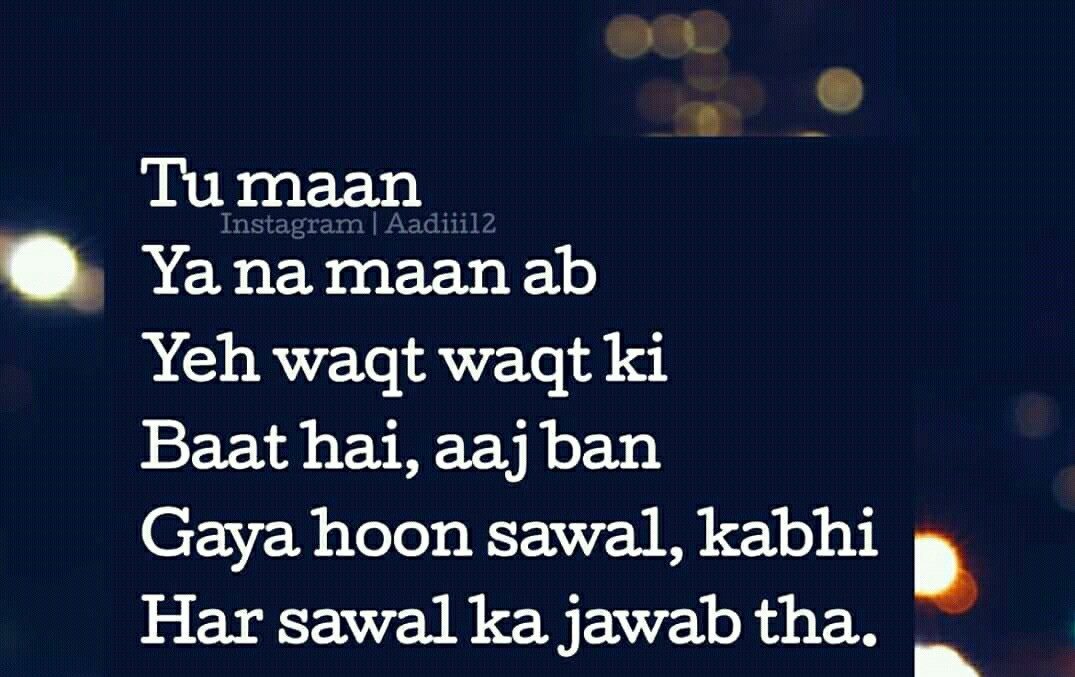 Tu maan
Instagram | Aadiii12
Ya na maan ab
Yeh waqt waqt ki
Baat hai, aaj ban
Gaya hoon sawal, kabhi
Har sawal ka jawab tha.